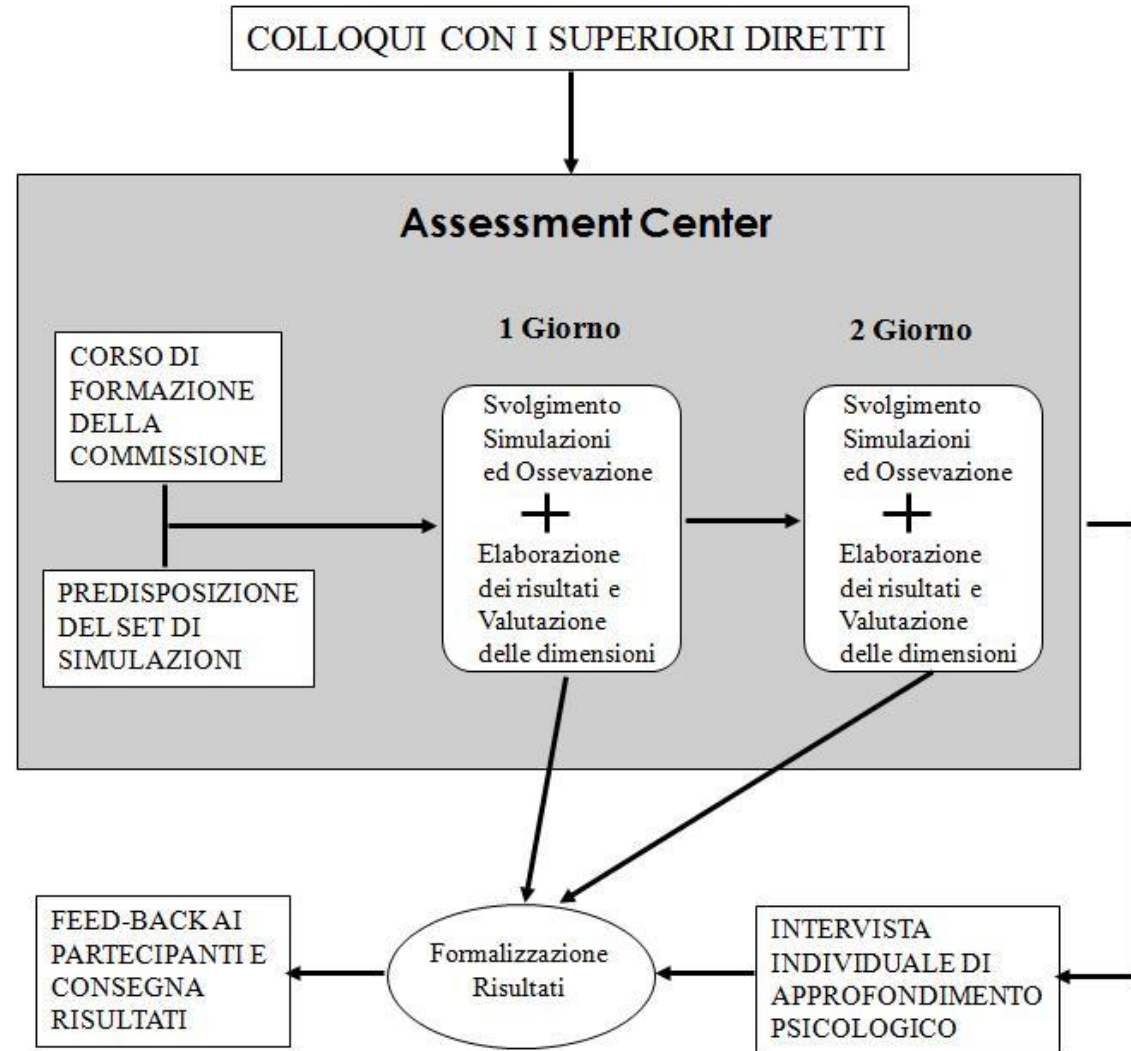 COLLOQUI CON I SUPERIORI DIRETTI
Assessment Center
CORSO DI
FORMAZIONE
DELLA
COMMISSIONE
PREDISPOSIZIONE
DEL SET DI
SIMULAZIONI
1 Giorno
Svolgimento
Simulazioni
ed Ossevazione
+
Elaborazione
dei risultati e
Valutazione
delle dimensioni
2 Giorno
Svolgimento
Simulazioni
ed Ossevazione
+
Elaborazione
dei risultati e
Valutazione
delle dimensioni
FEED-BACK AI
PARTECIPANTI E
CONSEGNA
RISULTATI
Formalizzazione
Risultati
INTERVISTA
INDIVIDUALE DI
APPROFONDIMENTO
PSICOLOGICO